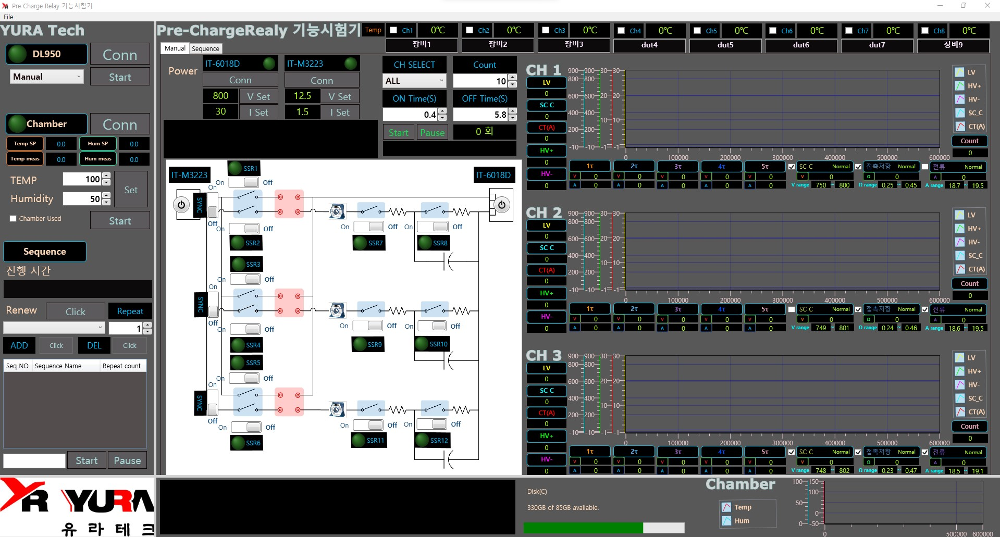 Pre Charge Relay 기능시험기
File
YURA Tech
DL950
Conn
Manual
Start
Chamber
Conn
Temp SP
0.0
Hum SP
0.0
Temp meas
0.0
Hum meas
0.0
TEMP
100
Humidity
50
Set
Chamber Used
Start
Sequence
진행 시간
Renew
Click
Repeat
1
ADD
Click
DEL
Click
Seq NO
Sequence Name
Repeat count
Start
Pause
YR YURA
유라테크
Pre-ChargeRealy 기능시험기
Temp
Ch1
0℃
장비1
Ch2
0℃
장비2
Ch3
0℃
장비3
Ch4
0℃
dut4
Ch5
0℃
dut5
Ch6
0℃
dut6
Ch7
0℃
dut7
Ch8
0℃
장비9
Manual
Sequence
Power
IT-6018D
Conn
800
V Set
30
I Set
IT-M3223
Conn
12.5
V Set
1.5
I Set
CH SELECT
ALL
Count
10
ON Time(S)
0.4
OFF Time(S)
5.8
Start
Pause
0 회
IT-M3223
SSR1
IT-6018D
On
On
Off
SYNC
Off
On
Off
SSR2
On
Off
SSR7
On
Off
SSR8
SSR3
On
Off
On
SYNC
Off
On
Off
SSR4
On
Off
SSR9
On
Off
SSR10
SSR5
On
Off
On
SYNC
Off
On
Off
SSR6
On
Off
SSR11
On
Off
SSR12
CH 1
LV
0
SC C
0
CT(A)
0
HV+
0
HV-
0
900 900 30 30
800 800
600 600 20 20
400 400
10 10
200 200
-10 -10 -1 -1
0 100000 200000 300000 400000 500000 600000
LV
HV+
HV-
SC_C
CT(A)
Count
0
1τ
V 0
A 0
2τ
V 0
A 0
3τ
V 0
A 0
4τ
V 0
A 0
5τ
V 0
A 0
SC C Normal
V 0
V range 750 ~ 800
접촉저항 Normal
Ω 0
Ω range 0.25 ~ 0.45
전류 Normal
A 0
A range 18.7 ~ 19.5
CH 2
LV
0
SC C
0
CT(A)
0
HV+
0
HV-
0
900 900 30 30
800 800
600 600 20 20
400 400
10 10
200 200
-10 -10 -1 -1
0 100000 200000 300000 400000 500000 600000
LV
HV+
HV-
SC_C
CT(A)
Count
0
1τ
V 0
A 0
2τ
V 0
A 0
3τ
V 0
A 0
4τ
V 0
A 0
5τ
V 0
A 0
SC C Normal
V 0
V range 749 ~ 801
접촉저항 Normal
Ω 0
Ω range 0.24 ~ 0.46
전류 Normal
A 0
A range 18.6 ~ 19.5
CH 3
LV
0
SC C
0
CT(A)
0
HV+
0
HV-
0
900 900 30 30
800 800
600 600 20 20
400 400
10 10
200 200
-10 -10 -1 -1
0 100000 200000 300000 400000 500000 600000
LV
HV+
HV-
SC_C
CT(A)
Count
0
1τ
V 0
A 0
2τ
V 0
A 0
3τ
V 0
A 0
4τ
V 0
A 0
5τ
V 0
A 0
SC C Normal
V 0
V range 748 ~ 802
접촉저항 Normal
Ω 0
Ω range 0.23 ~ 0.47
전류 Normal
A 0
A range 18.5 ~ 19.1
Disk(C)
330GB of 85GB available.
Chamber
Temp
Hum
100 150
100
50
0
0 -50
0 500000 600000